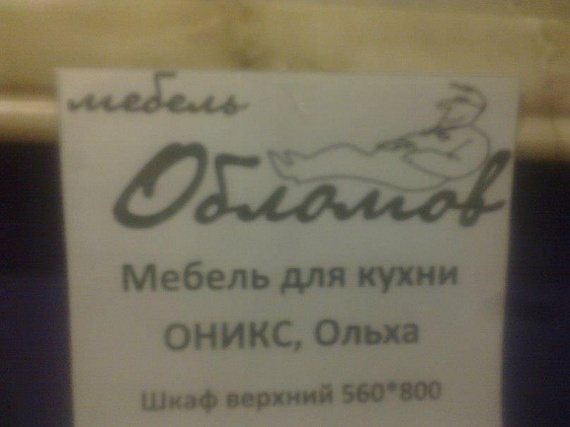 мебель
Обломов
Мебель для кухни
ОНИКС, Ольха
Шкаф верхний 560*800